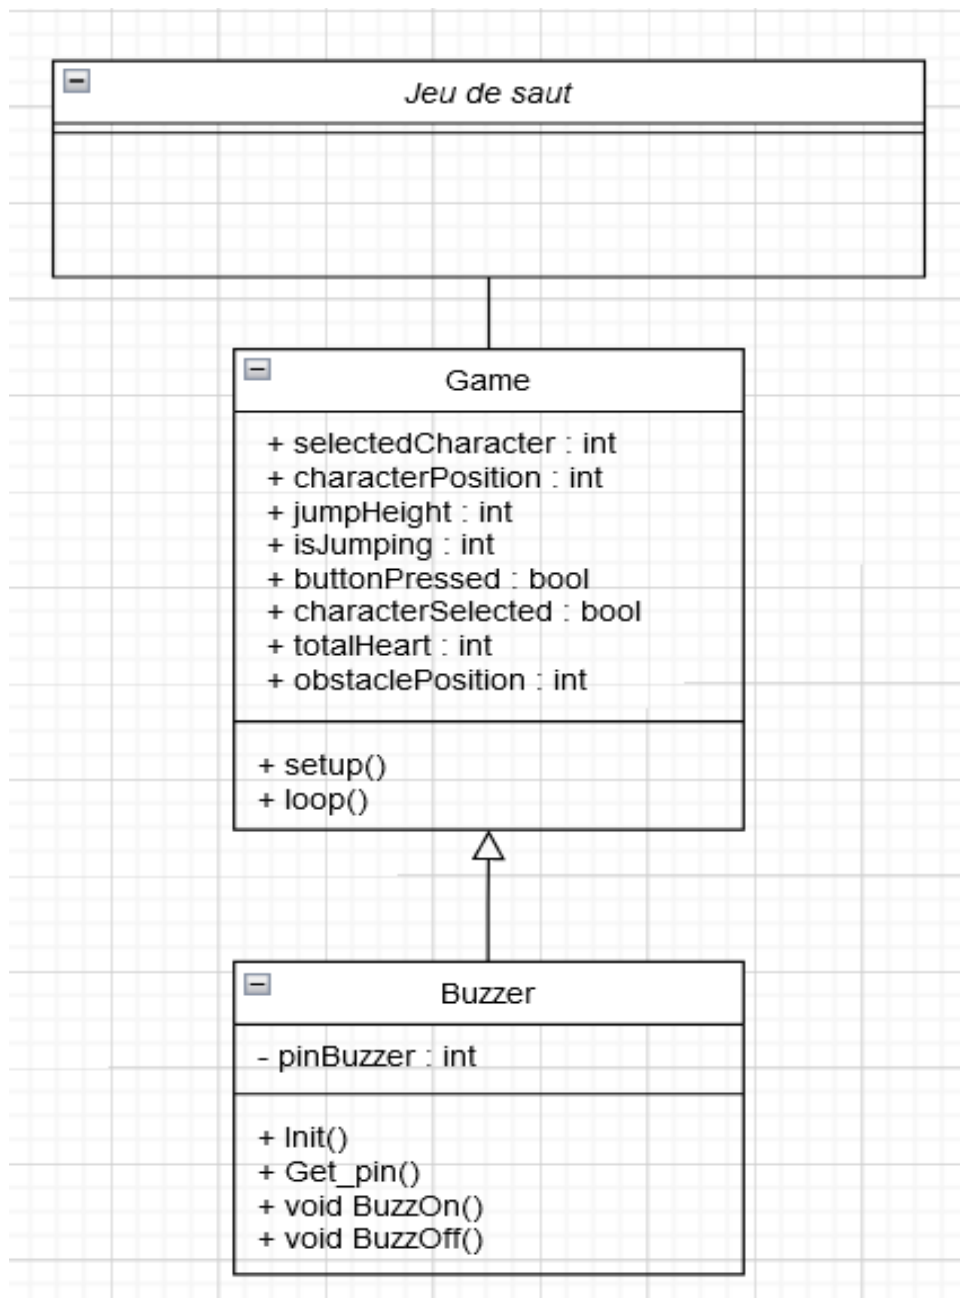 Jeu de saut
Game
+ selectedCharacter : int
+ characterPosition : int
+ jumpHeight : int
+ isJumping : int
+ buttonPressed : bool
+ characterSelected : bool
+ totalHeart : int
+ obstaclePosition : int
+ setup()
+ loop()
Buzzer
- pinBuzzer : int
+ Init()
+ Get_pin()
+ void BuzzOn()
+ void BuzzOff()